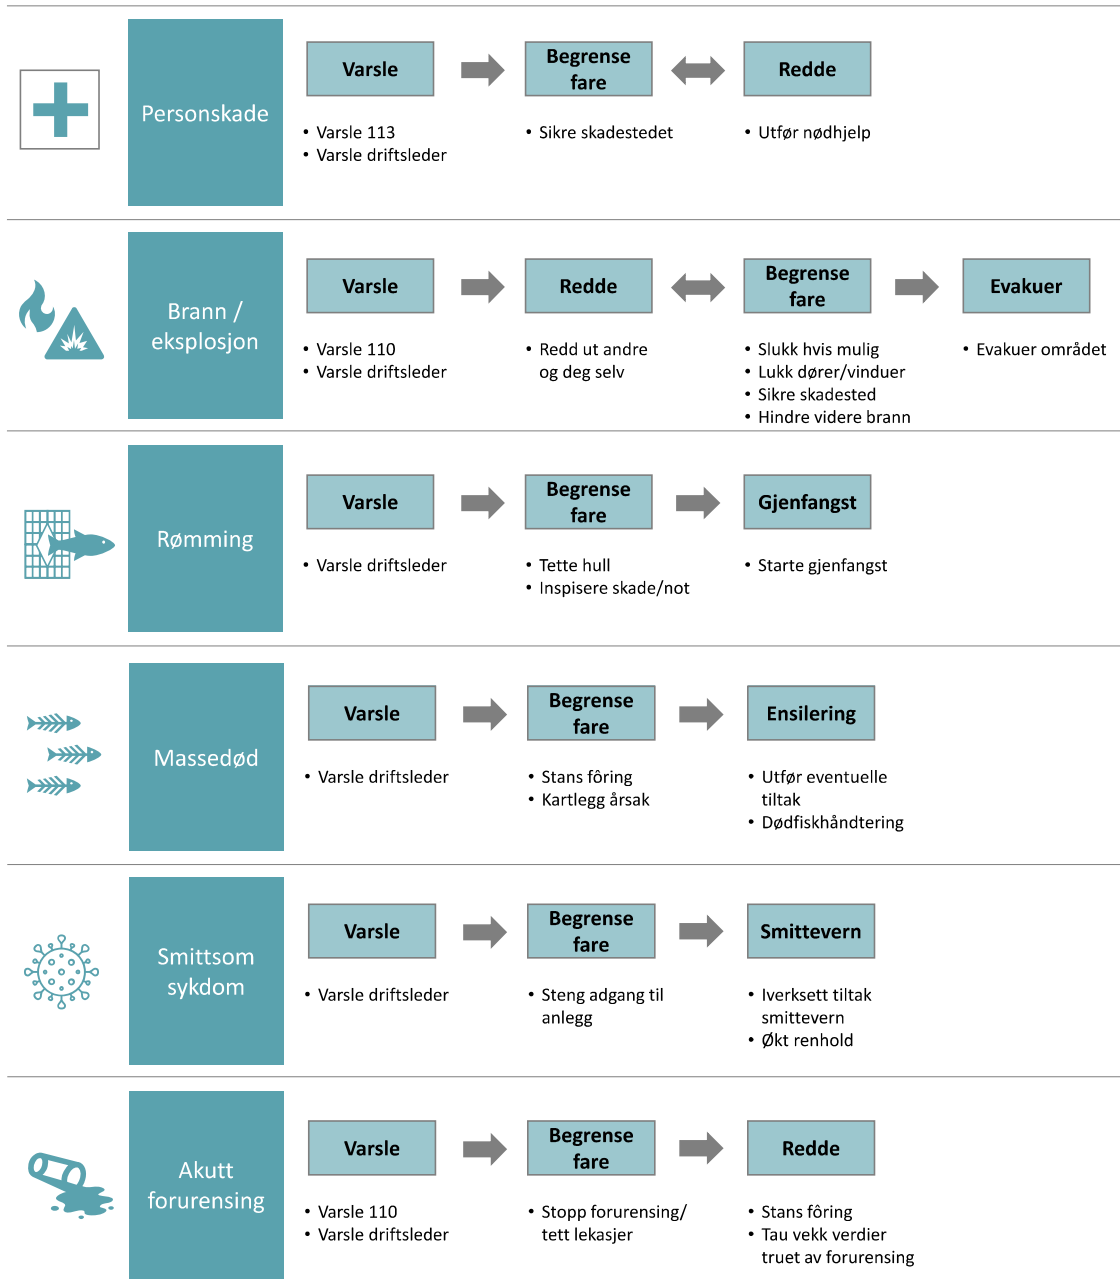 Personskade
Varsle
Begrense
fare
Redde
• Varsle 113
• Varsle driftsleder
• Sikre skadestedet
• Utfør nødhjelp
Brann /
eksplosjon
Varsle
Redde
Begrense
fare
Evakuer
• Varsle 110
• Varsle driftsleder
• Redd ut andre
og deg selv
• Slukk hvis mulig
• Lukk dører/vinduer
• Sikre skadested
• Hindre videre brann
• Evakuer området
Rømming
Varsle
Begrense
fare
Gjenfangst
• Varsle driftsleder
• Tette hull
• Inspisere skade/not
• Starte gjenfangst
Massedød
Varsle
Begrense
fare
Ensilering
• Varsle driftsleder
• Stans fôring
• Kartlegg årsak
• Utfør eventuelle
tiltak
• Dødfiskhåndtering
Smittsom
sykdom
Varsle
Begrense
fare
Smittevern
• Varsle driftsleder
• Steng adgang til
anlegg
• Iverksett tiltak
smittevern
• Økt renhold
Akutt
forurensing
Varsle
Begrense
fare
Redde
• Varsle 110
• Varsle driftsleder
• Stopp forurensing/
tett lekasjer
• Stans fôring
• Tau vekk verdier
truet av forurensing